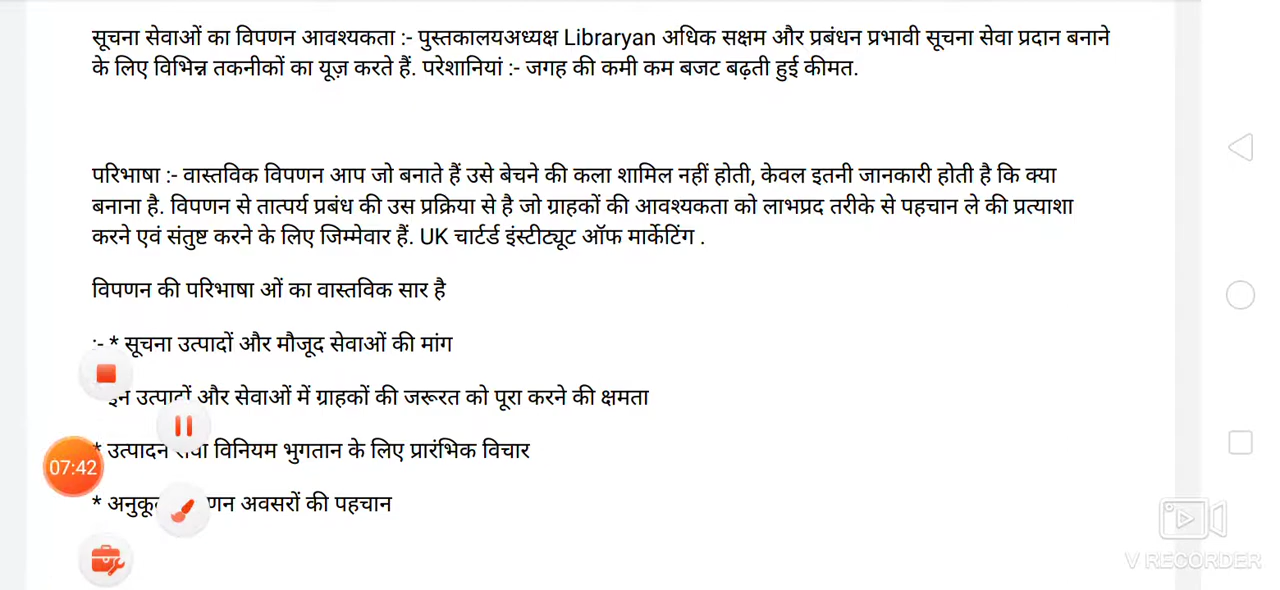 सूचना सेवाओं का विपणन आवश्यकता :- पुस्तकालयअध्यक्ष Libraryan अधिक सक्षम और प्रबंधन प्रभावी सूचना सेवा प्रदान बनाने
के लिए विभिन्न तकनीकों का यूज़ करते हैं. परेशानियां :- जगह की कमी कम बजट बढ़ती हुई कीमत.
परिभाषा :- वास्तविक विपणन आप जो बनाते हैं उसे बेचने की कला शामिल नहीं होती, केवल इतनी जानकारी होती है कि क्या
बनाना है. विपणन से तात्पर्य प्रबंध की उस प्रक्रिया से है जो ग्राहकों की आवश्यकता को लाभप्रद तरीके से पहचान ले की प्रत्याशा
करने एवं संतुष्ट करने के लिए जिम्मेवार हैं. UK चार्टर्ड इंस्टीट्यूट ऑफ मार्केटिंग .
विपणन की परिभाषा ओं का वास्तविक सार है
:- * सूचना उत्पादों और मौजूद सेवाओं की मांग
इन उत्पादों और सेवाओं में ग्राहकों की जरूरत को पूरा करने की क्षमता
* उत्पादन विनियम भुगतान के लिए प्रारंभिक विचार
07:42
* अवसरों की पहचान
V RECORDER